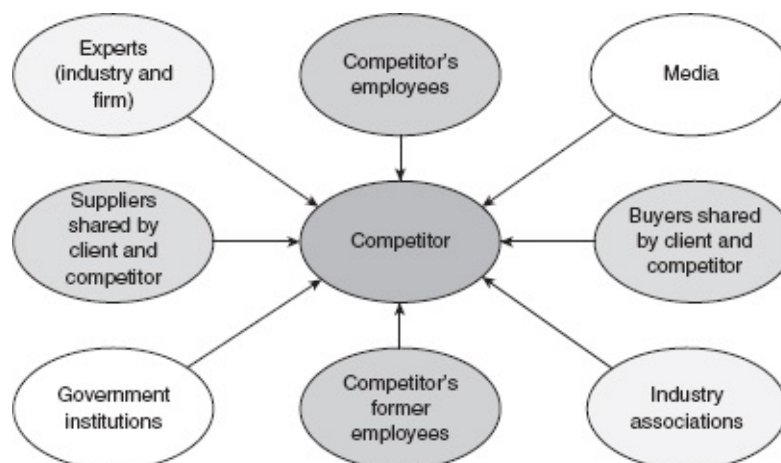 Experts
(industry and
firm)
Competitor's
employees
Media
Suppliers
shared by
client and
competitor
Competitor
Buyers shared
by client and
competitor
Government
institutions
Competitor's
former
employees
Industry
associations